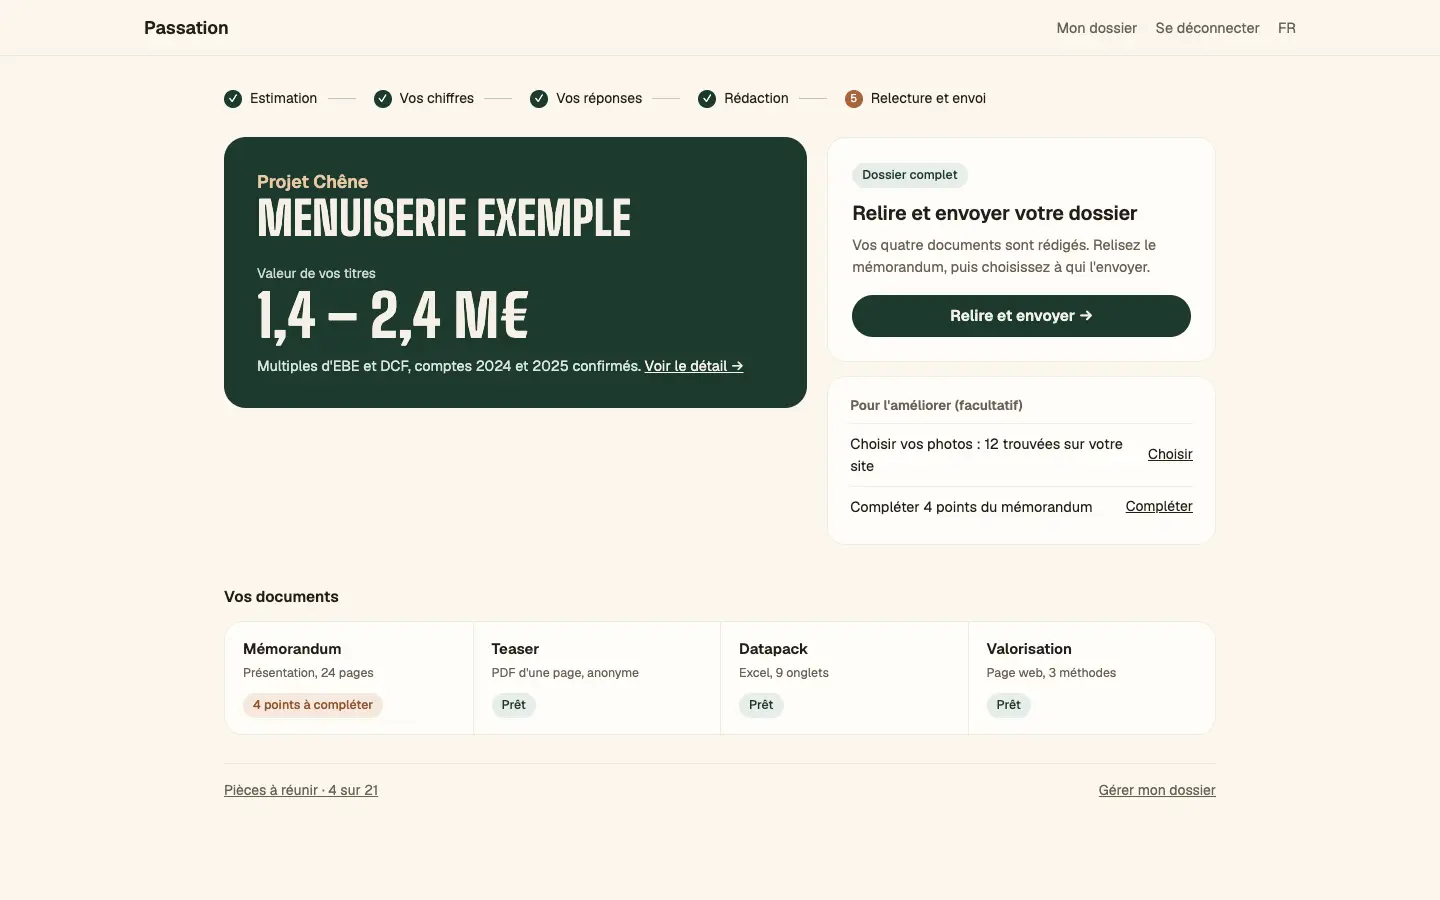 Passation
Mon dossier
Se déconnecter
FR
✓ Estimation
✓ Vos chiffres
✓ Vos réponses
✓ Rédaction
5 Relecture et envoi
Projet Chêne
MENUISERIE EXEMPLE
Valeur de vos titres
1,4 – 2,4 M€
Multiples d'EBE et DCF, comptes 2024 et 2025 confirmés. Voir le détail →
Dossier complet
Relire et envoyer votre dossier
Vos quatre documents sont rédigés. Relisez le
mémorandum, puis choisissez à qui l'envoyer.
Relire et envoyer →
Pour l'améliorer (facultatif)
Choisir vos photos : 12 trouvées sur votre
site
Choisir
Compléter 4 points du mémorandum
Compléter
Vos documents
Mémorandum
Présentation, 24 pages
4 points à compléter
Teaser
PDF d'une page, anonyme
Prêt
Datapack
Excel, 9 onglets
Prêt
Valorisation
Page web, 3 méthodes
Prêt
Pièces à réunir · 4 sur 21
Gérer mon dossier